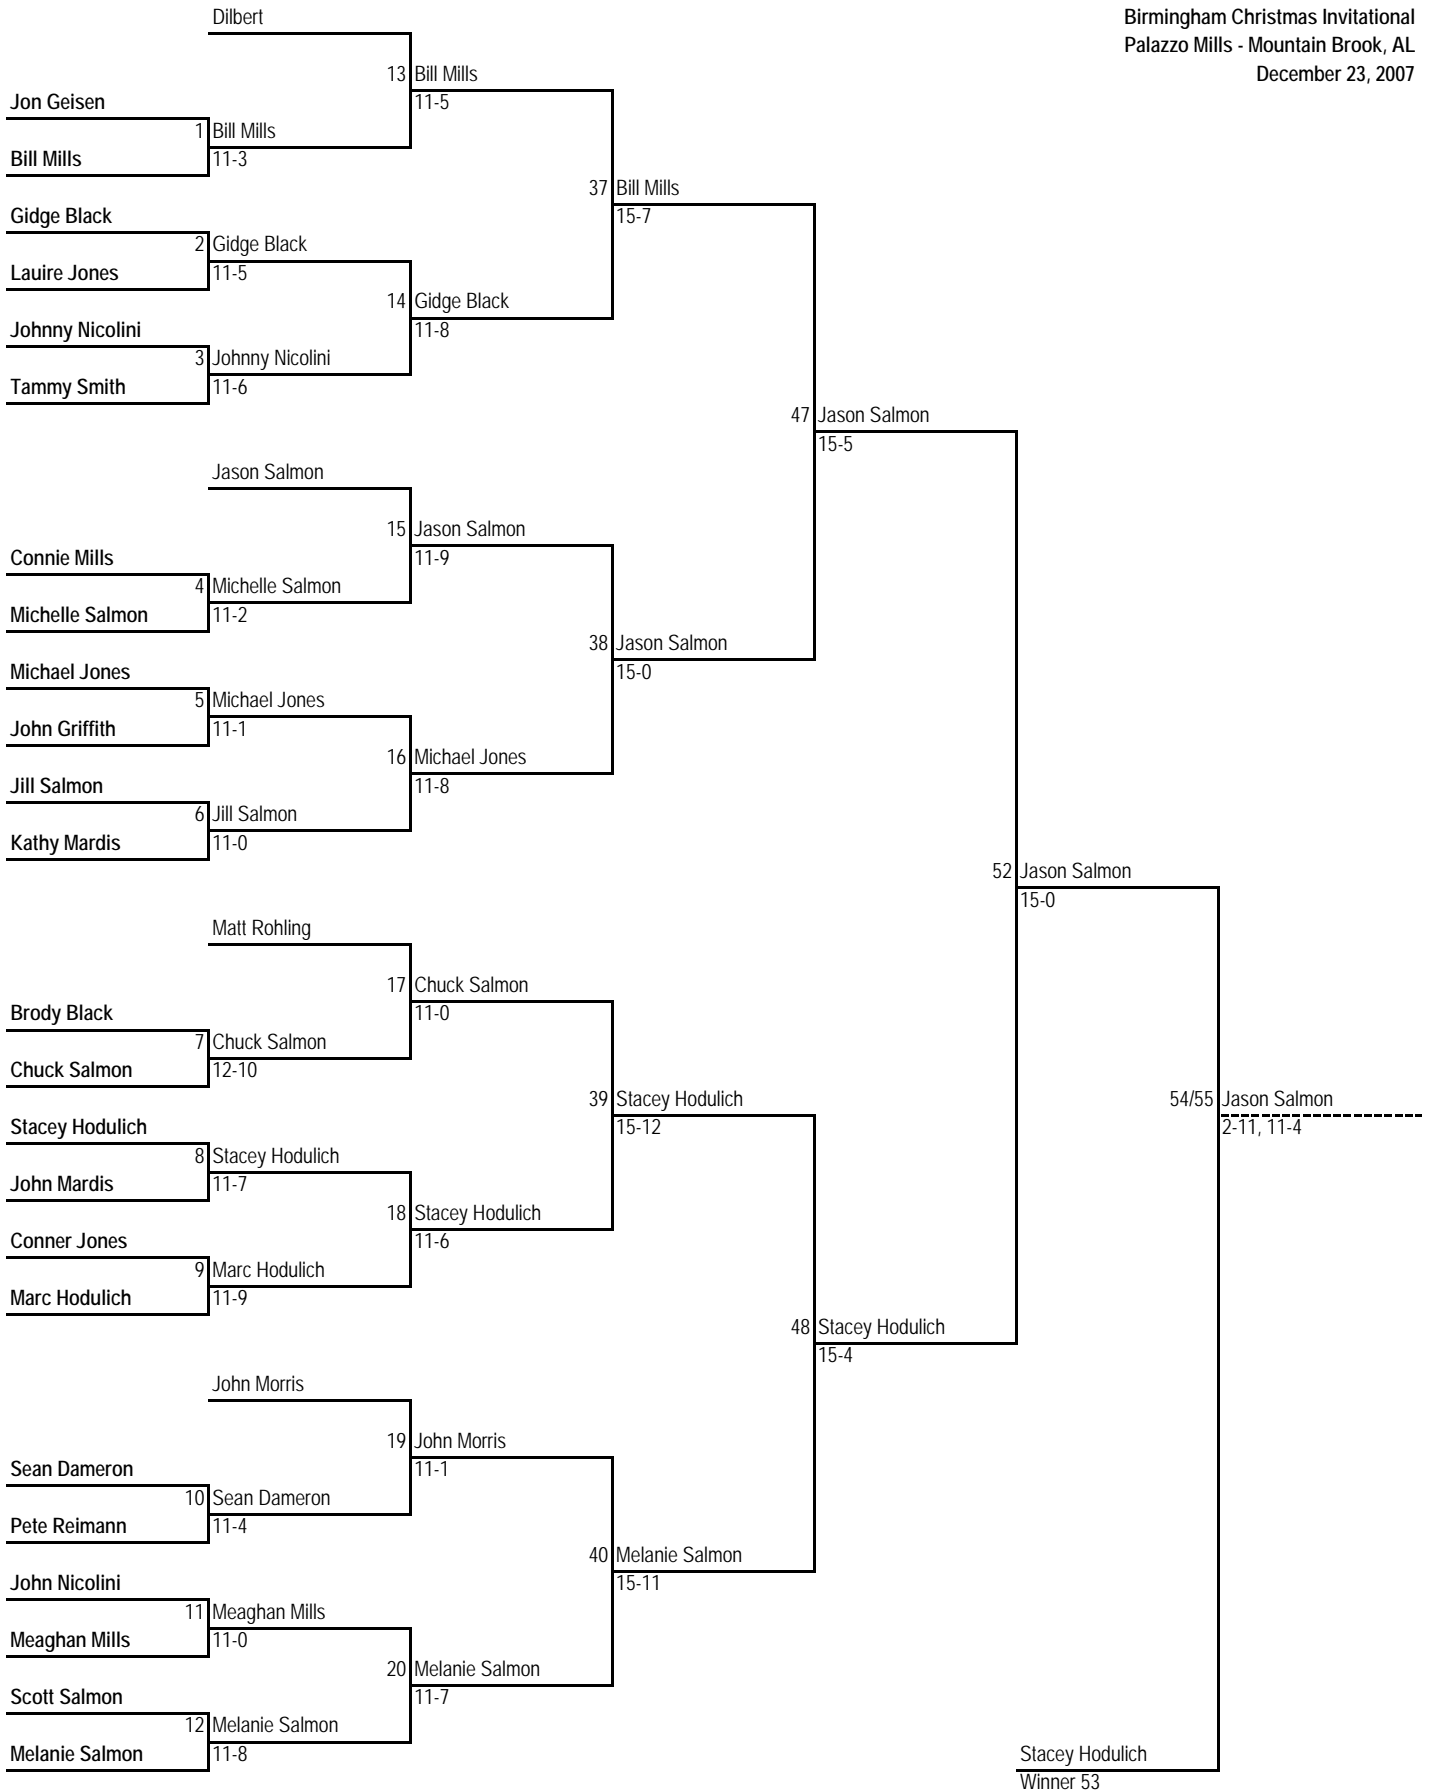 Birmingham Christmas Invitational
Palazzo Mills - Mountain Brook, AL
December 23, 2007
Dilbert
13 Bill Mills
11-5
Jon Geisen
1 Bill Mills
11-3
Bill Mills
37 Bill Mills
15-7
Gidge Black
2 Gidge Black
11-5
Lauire Jones
14 Gidge Black
11-8
Johnny Nicolini
3 Johnny Nicolini
11-6
Tammy Smith
47 Jason Salmon
15-5
Jason Salmon
15 Jason Salmon
11-9
Connie Mills
4 Michelle Salmon
11-2
Michelle Salmon
38 Jason Salmon
15-0
Michael Jones
5 Michael Jones
11-1
John Griffith
16 Michael Jones
11-8
Jill Salmon
6 Jill Salmon
11-0
Kathy Mardis
52 Jason Salmon
15-0
Matt Rohling
17 Chuck Salmon
11-0
Brody Black
7 Chuck Salmon
12-10
Chuck Salmon
39 Stacey Hodulich
15-12
54/55 Jason Salmon
2-11, 11-4
Stacey Hodulich
8 Stacey Hodulich
11-7
John Mardis
18 Stacey Hodulich
11-6
Conner Jones
9 Marc Hodulich
11-9
Marc Hodulich
48 Stacey Hodulich
15-4
John Morris
19 John Morris
11-1
Sean Dameron
10 Sean Dameron
11-4
Pete Reimann
40 Melanie Salmon
15-11
John Nicolini
11 Meaghan Mills
11-0
Meaghan Mills
20 Melanie Salmon
11-7
Scott Salmon
12 Melanie Salmon
11-8
Melanie Salmon
Stacey Hodulich
Winner 53